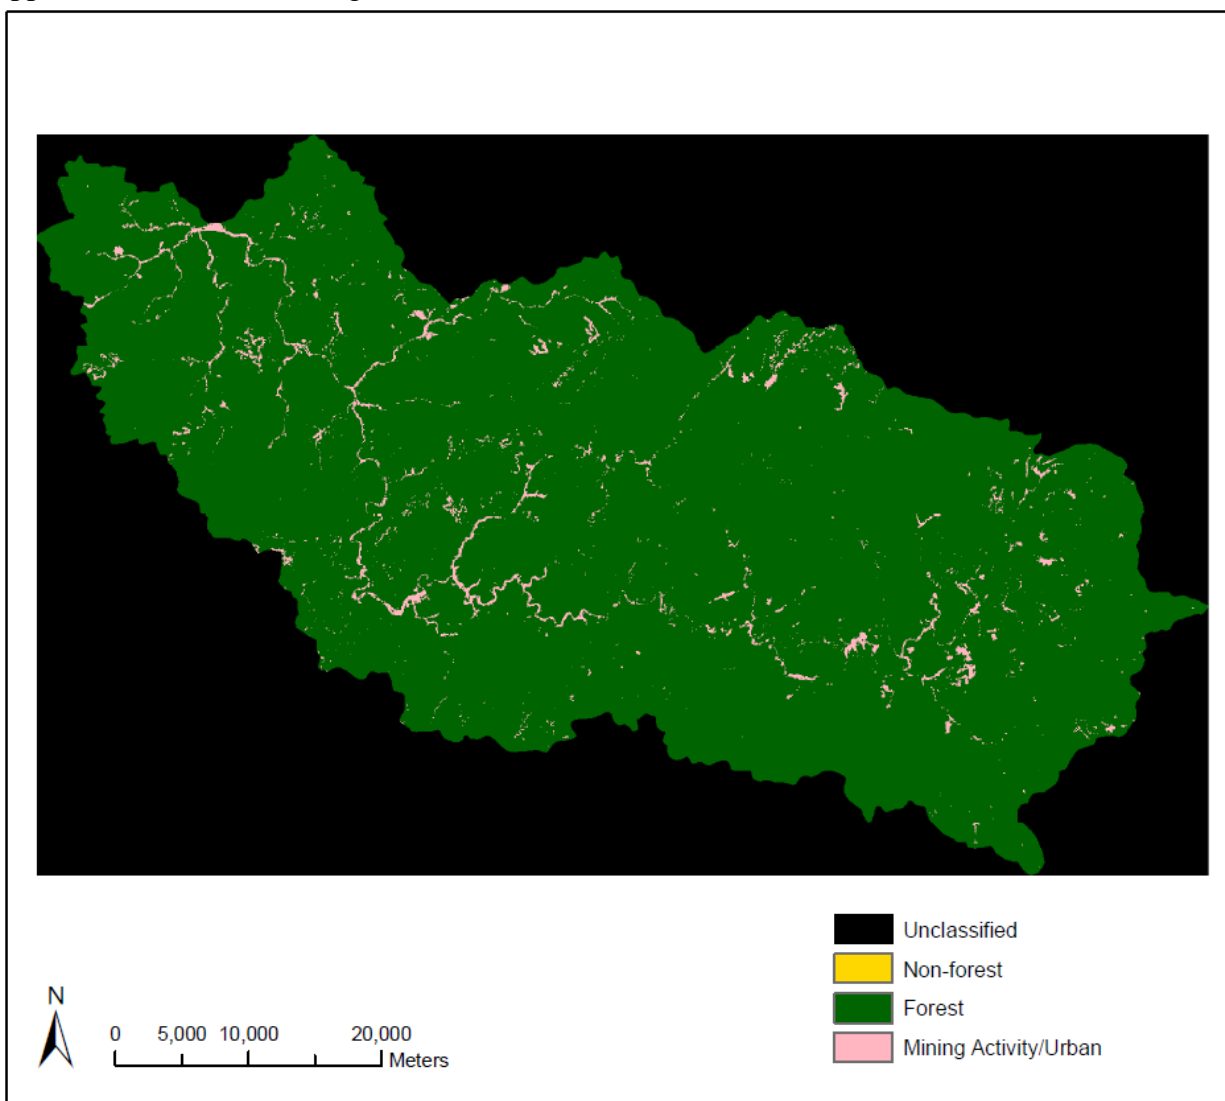 Unclassified
Non-forest
Forest
Mining Activity/Urban
N
0 5,000 10,000 20,000
Meters